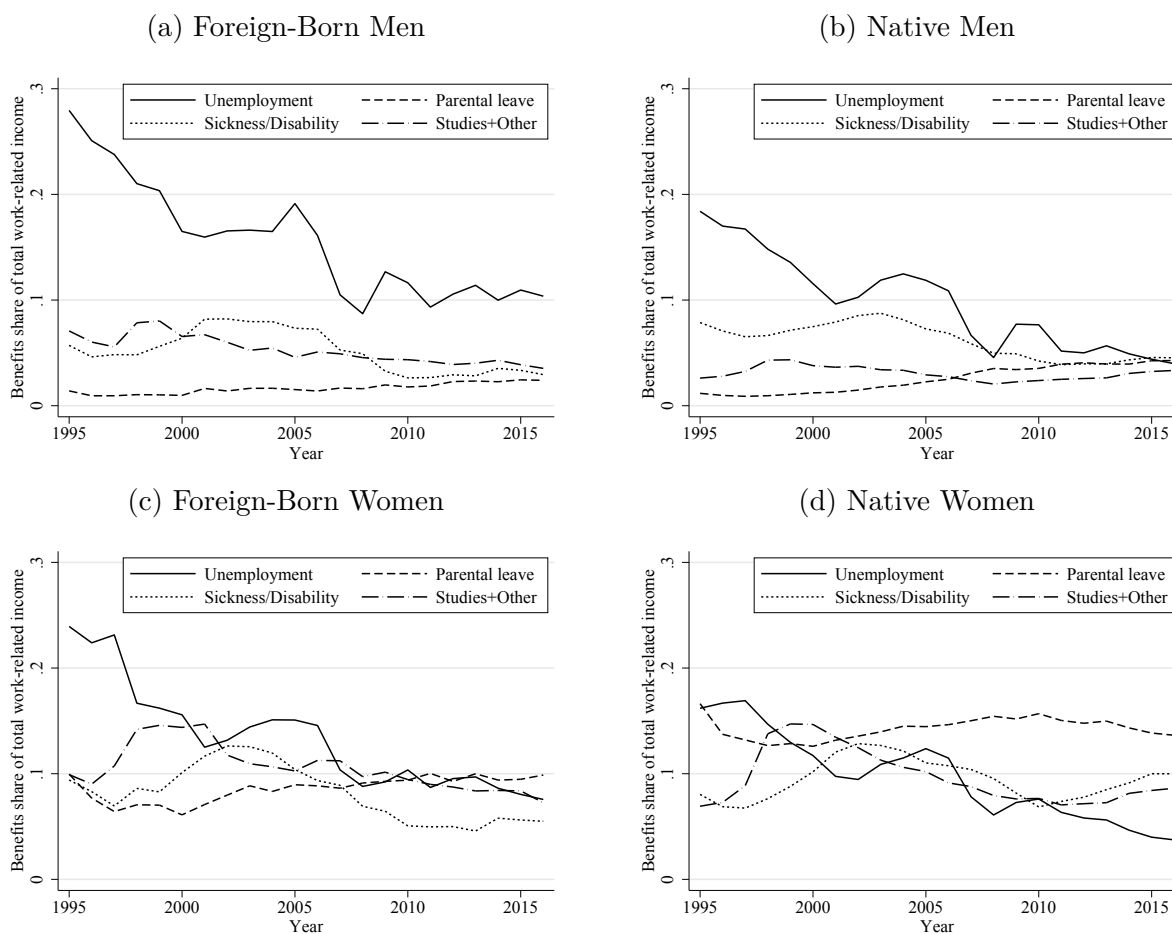 (a) Foreign-Born Men
Benefits share of total work-related income
.3
.2
.1
0
Unemployment
Parental leave
Sickness/Disability
Studies+Other
1995 2000 2005 2010 2015
Year
(b) Native Men
Benefits share of total work-related income
.3
.2
.1
0
Unemployment
Parental leave
Sickness/Disability
Studies+Other
1995 2000 2005 2010 2015
Year
(c) Foreign-Born Women
Benefits share of total work-related income
.3
.2
.1
0
Unemployment
Parental leave
Sickness/Disability
Studies+Other
1995 2000 2005 2010 2015
Year
(d) Native Women
Benefits share of total work-related income
.3
.2
.1
0
Unemployment
Parental leave
Sickness/Disability
Studies+Other
1995 2000 2005 2010 2015
Year